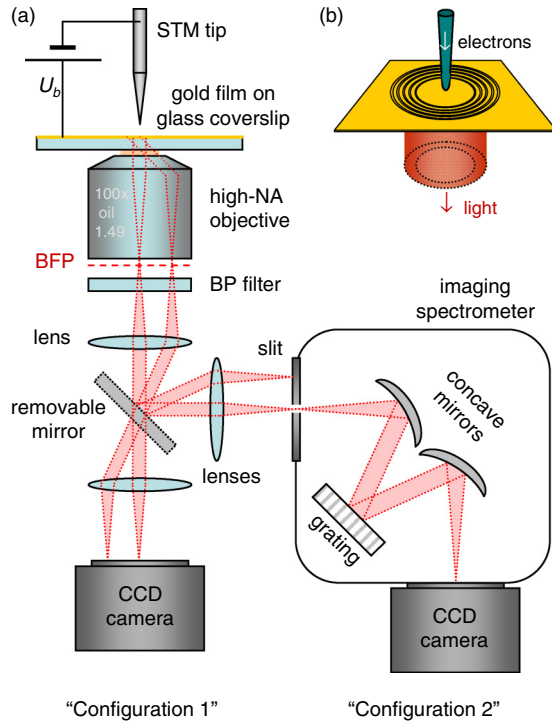 (a)
STM tip
U_b
gold film on
glass coverslip
100x
oil
1.49
high-NA
objective
BFP
BP filter
lens
removable
mirror
lenses
CCD
camera
"Configuration 1"
(b)
electrons
light
imaging
spectrometer
slit
concave
mirrors
grating
CCD
camera
"Configuration 2"